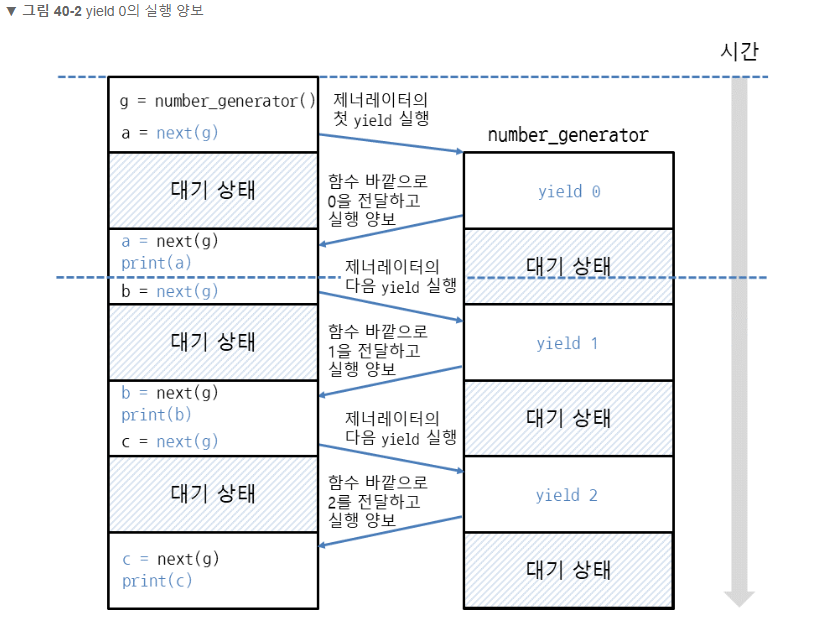 ▼ 그림 40-2 yield 0의 실행 양보
시간
g = number_generator()
a = next(g)
제너레이터의
첫 yield 실행
number_generator
대기 상태
함수 바깥으로
0을 전달하고
실행 양보
yield 0
a = next(g)
print(a)
대기 상태
b = next(g)
제너레이터의
다음 yield 실행
대기 상태
함수 바깥으로
1을 전달하고
실행 양보
yield 1
b = next(g)
print(b)
c = next(g)
제너레이터의
다음 yield 실행
대기 상태
대기 상태
함수 바깥으로
2를 전달하고
실행 양보
yield 2
c = next(g)
print(c)
대기 상태